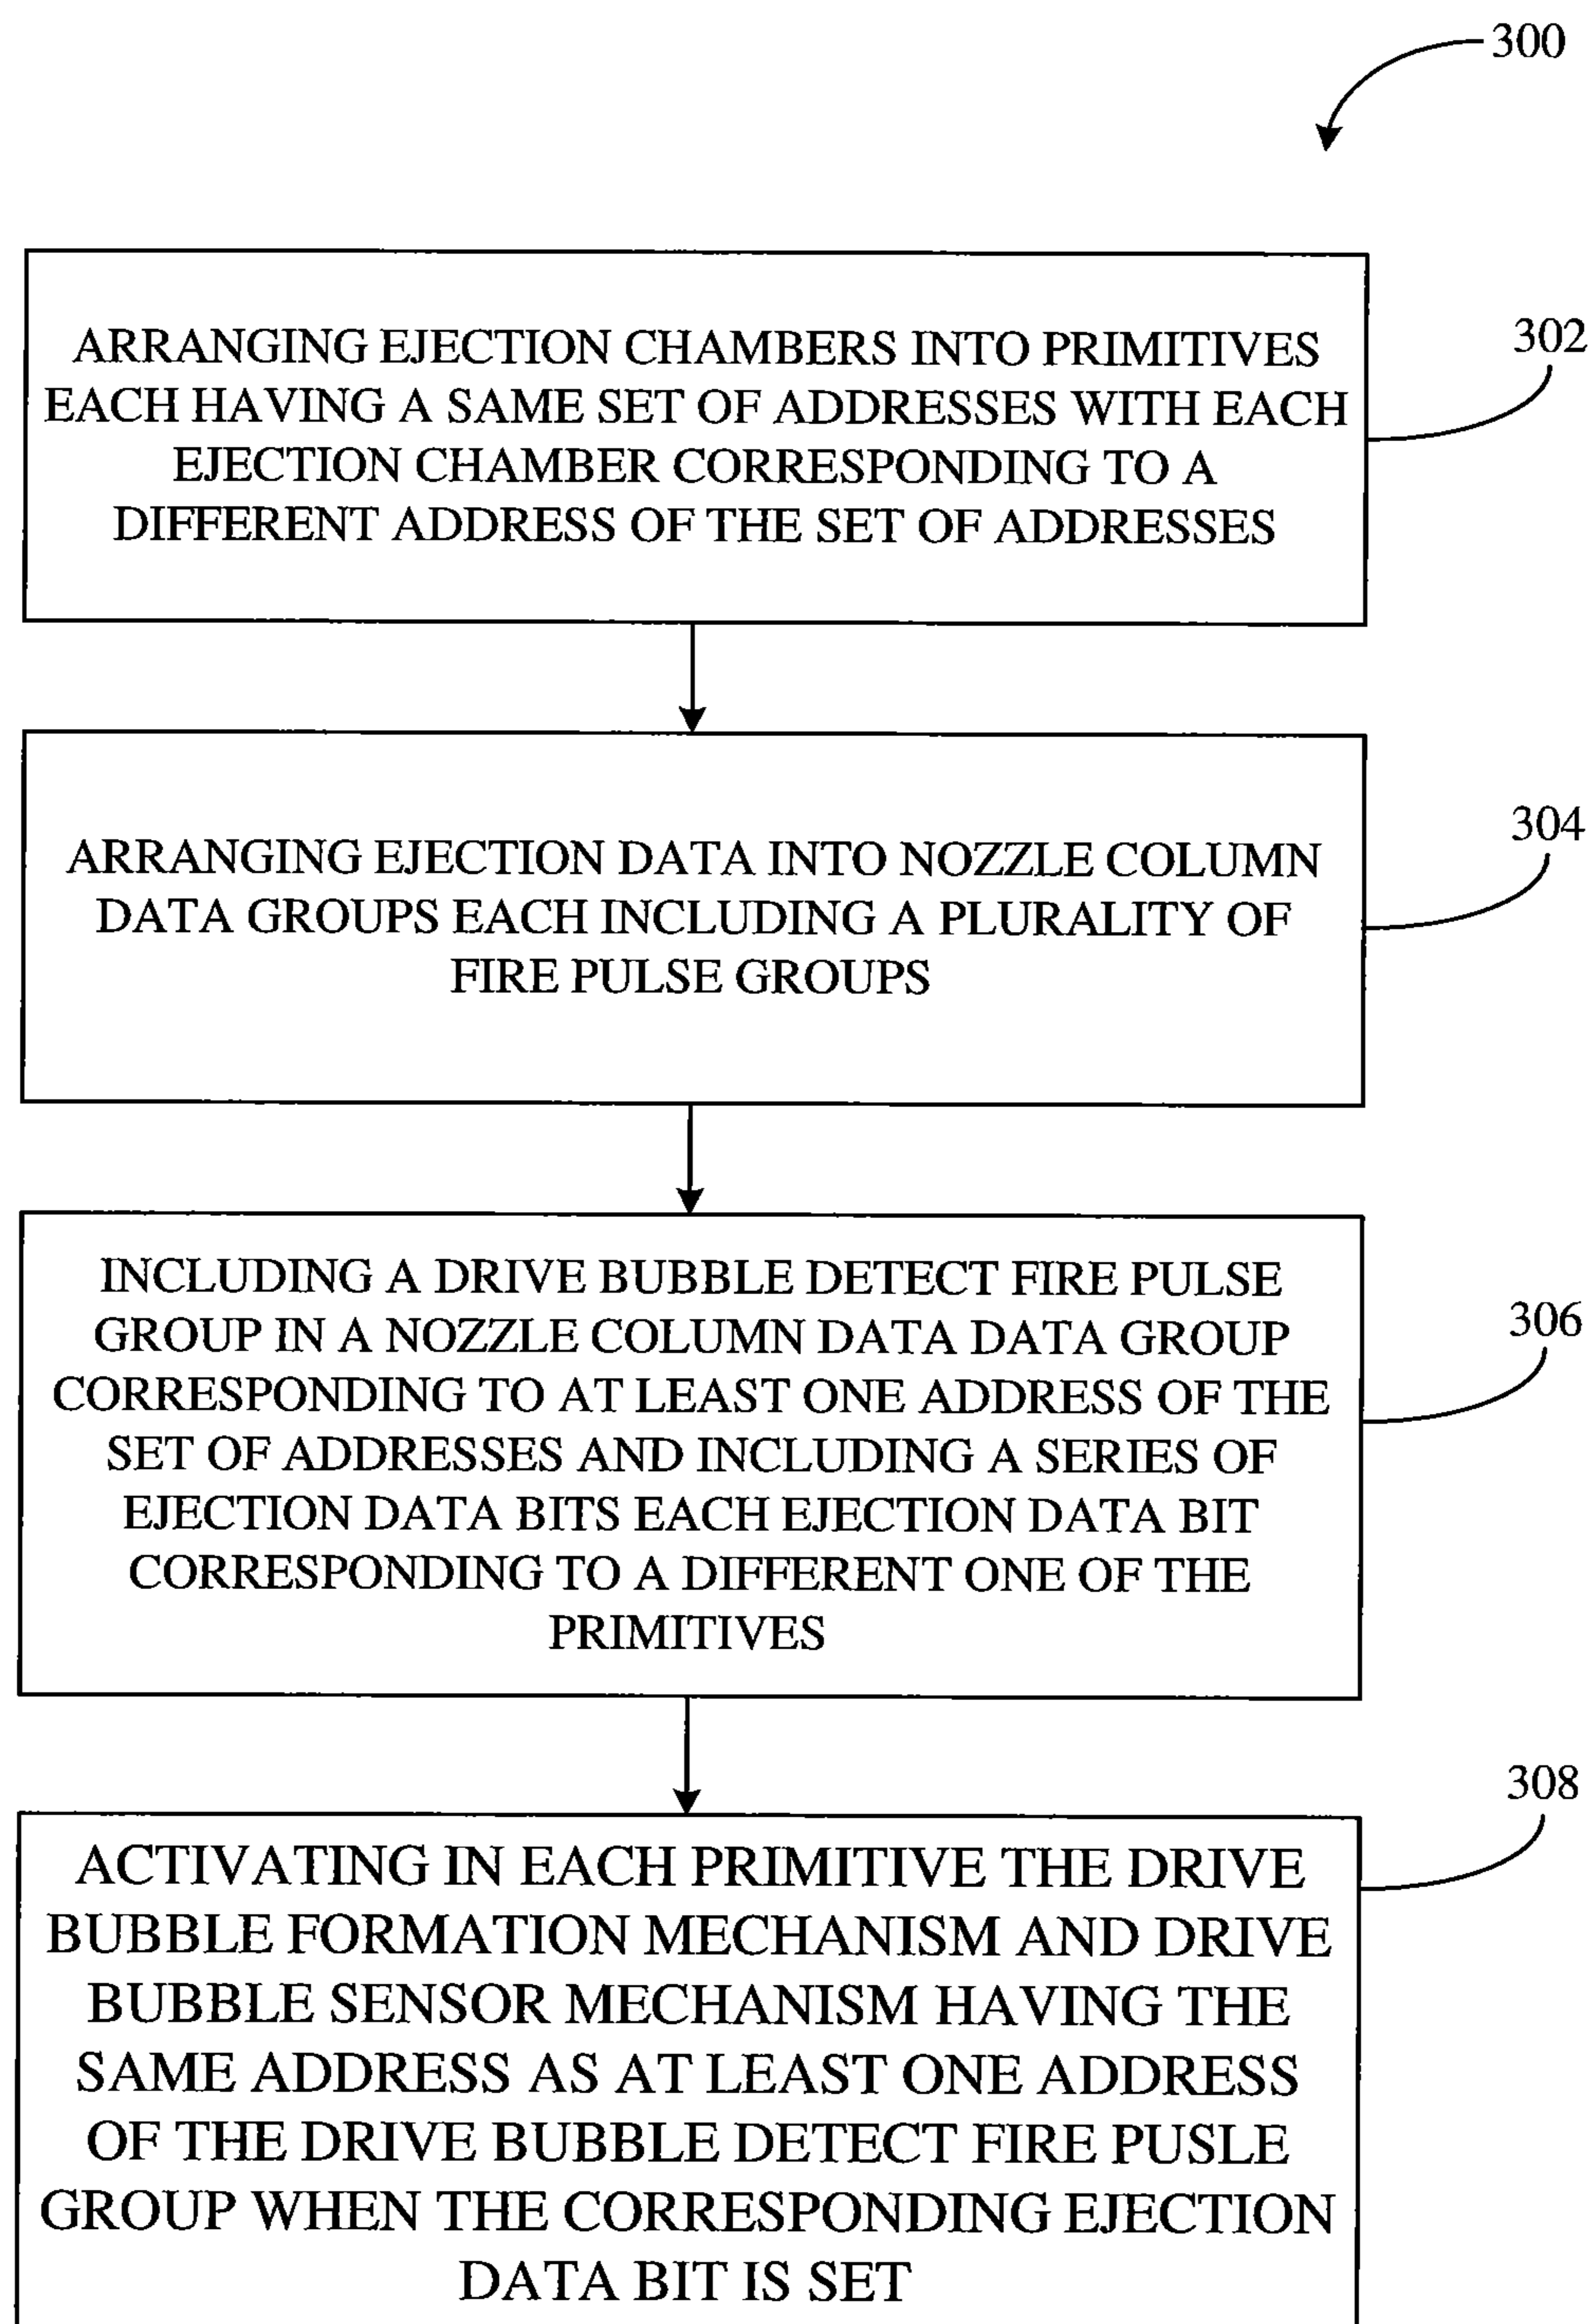 300
ARRANGING EJECTION CHAMBERS INTO PRIMITIVES
EACH HAVING A SAME SET OF ADDRESSES WITH EACH
EJECTION CHAMBER CORRESPONDING TO A
DIFFERENT ADDRESS OF THE SET OF ADDRESSES
302
ARRANGING EJECTION DATA INTO NOZZLE COLUMN
DATA GROUPS EACH INCLUDING A PLURALITY OF
FIRE PULSE GROUPS
304
INCLUDING A DRIVE BUBBLE DETECT FIRE PULSE
GROUP IN A NOZZLE COLUMN DATA DATA GROUP
CORRESPONDING TO AT LEAST ONE ADDRESS OF THE
SET OF ADDRESSES AND INCLUDING A SERIES OF
EJECTION DATA BITS EACH EJECTION DATA BIT
CORRESPONDING TO A DIFFERENT ONE OF THE
PRIMITIVES
306
ACTIVATING IN EACH PRIMITIVE THE DRIVE
BUBBLE FORMATION MECHANISM AND DRIVE
BUBBLE SENSOR MECHANISM HAVING THE
SAME ADDRESS AS AT LEAST ONE ADDRESS
OF THE DRIVE BUBBLE DETECT FIRE PUSLE
GROUP WHEN THE CORRESPONDING EJECTION
DATA BIT IS SET
308